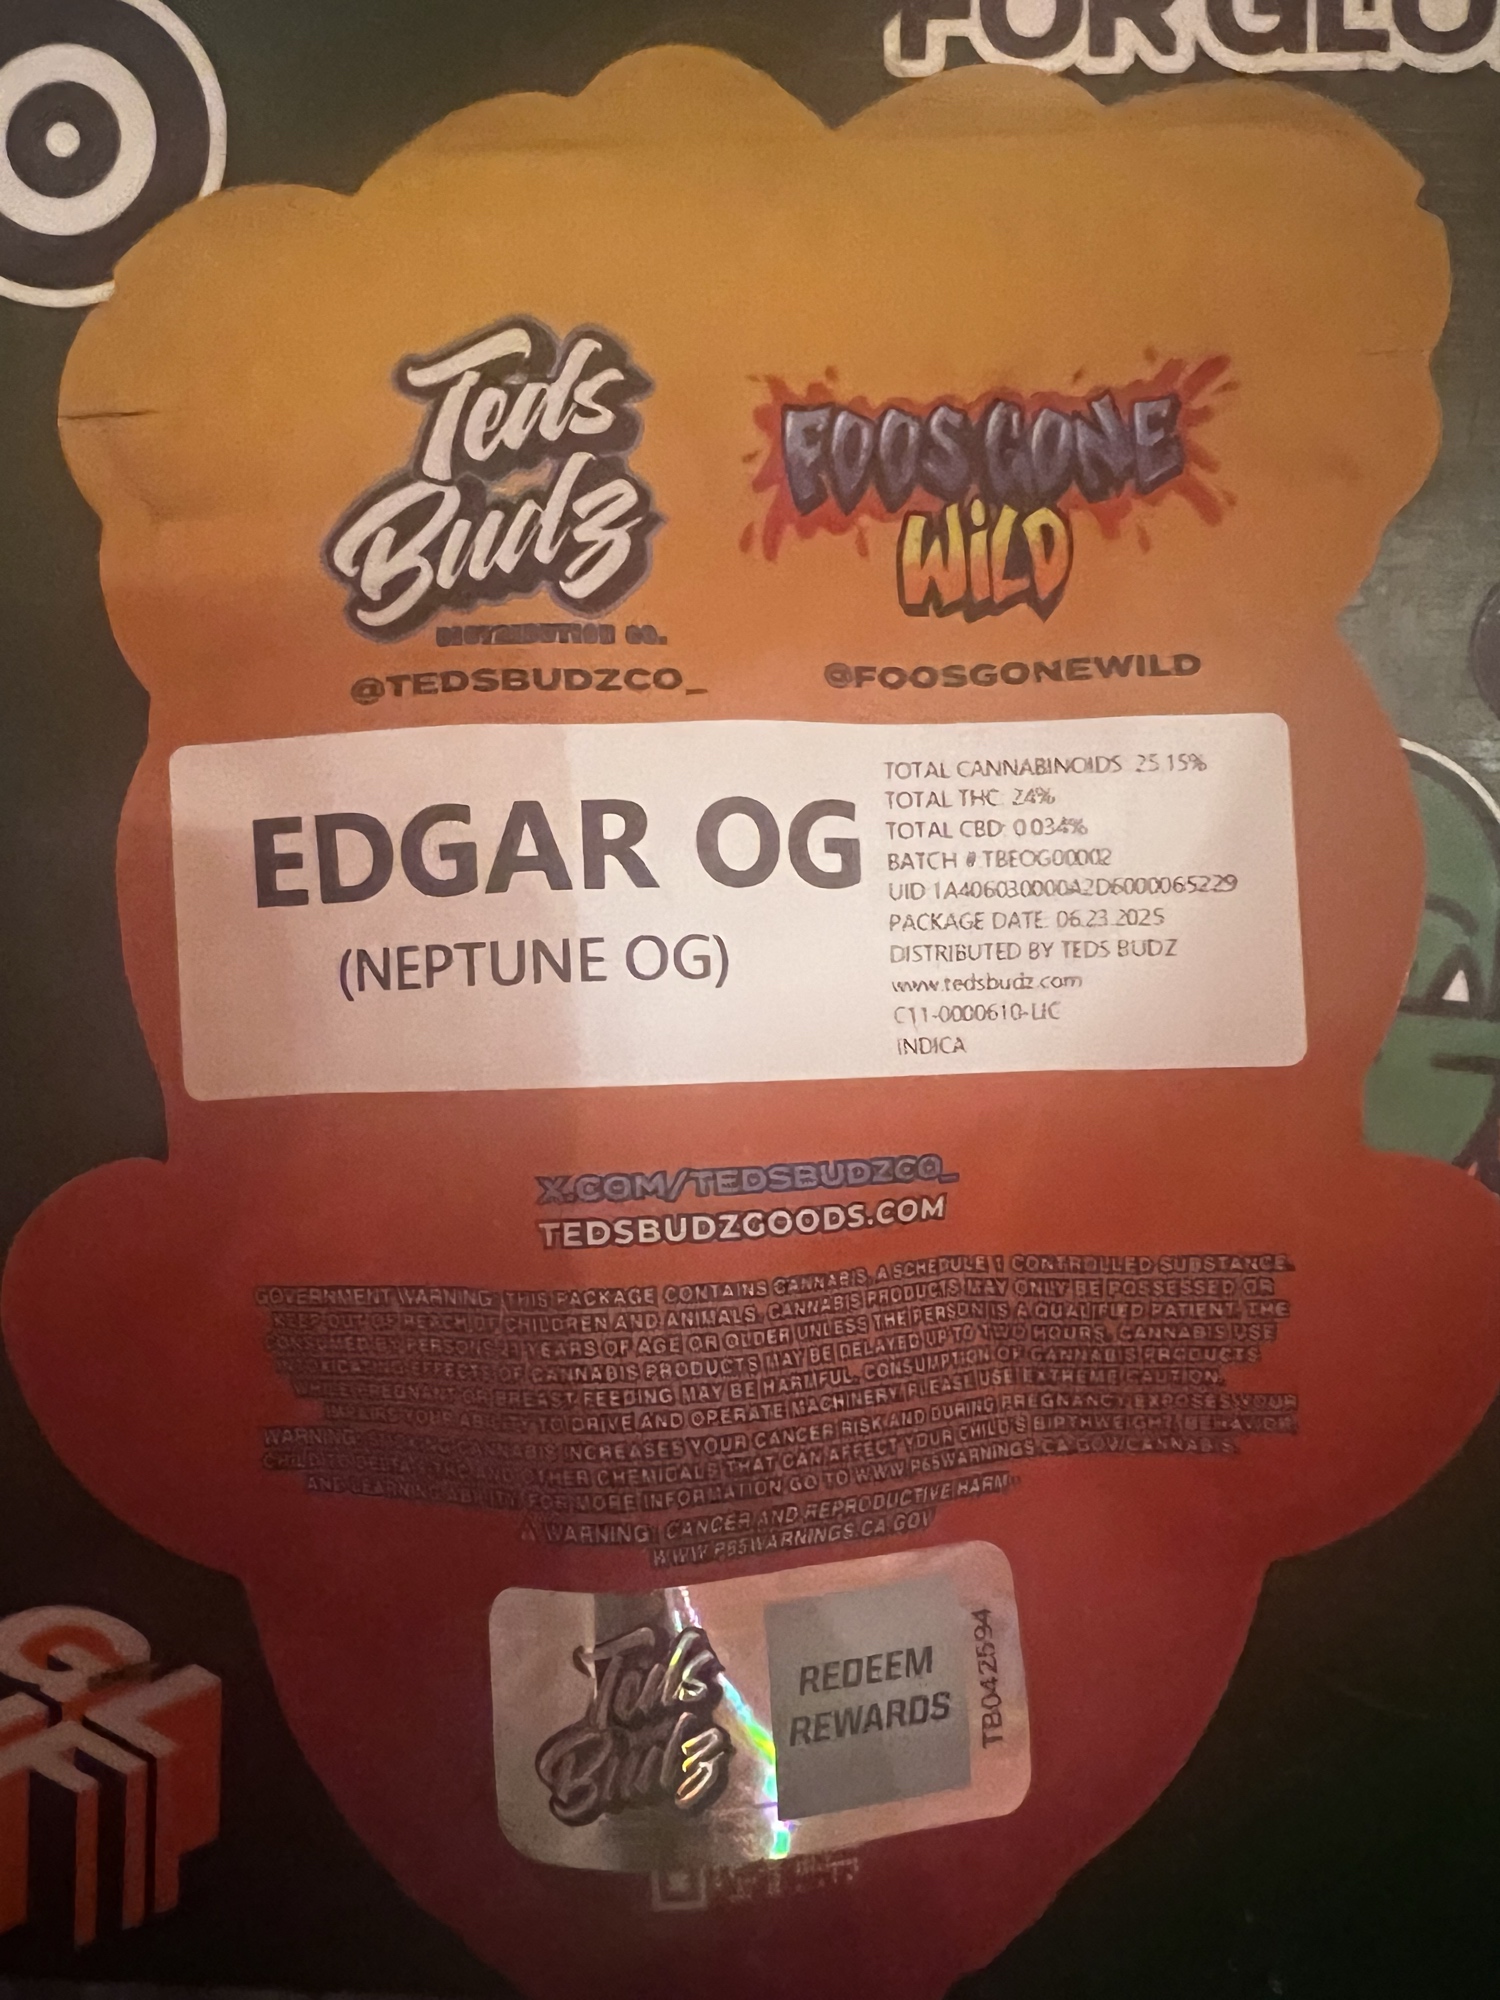 FOR GLO
Teds
Budz
DISTRIBUTION CO.
@TEDSBUDZCO_
FOOS GONE
WILD
@FOOSGONEWILD
EDGAR OG
(NEPTUNE OG)
TOTAL CANNABINOIDS 25.15%
TOTAL THC: 24%
TOTAL CBD: 0.034%
BATCH # TBEOG00002
UID 1A406030000A2D6000065229
PACKAGE DATE: 06.23.2025
DISTRIBUTED BY TEDS BUDZ
www.tedsbudz.com
C11-0000610-LIC
INDICA
X.COM/TEDSBUDZCO_
TEDSBUDZGOODS.COM
GOVERNMENT WARNING: THIS PACKAGE CONTAINS CANNABIS, A SCHEDULE 1 CONTROLLED SUBSTANCE.
KEEP OUT OF REACH OF CHILDREN AND ANIMALS. CANNABIS PRODUCTS MAY ONLY BE POSSESSED OR
CONSUMED BY PERSONS 21 YEARS OF AGE OR OLDER UNLESS THE PERSON IS A QUALIFIED PATIENT. THE
INTOXICATING EFFECTS OF CANNABIS PRODUCTS MAY BE DELAYED UP TO TWO HOURS. CANNABIS USE
WHILE PREGNANT OR BREAST FEEDING MAY BE HARMFUL. CONSUMPTION OF CANNABIS PRODUCTS
IMPAIRS YOUR ABILITY TO DRIVE AND OPERATE MACHINERY. PLEASE USE EXTREME CAUTION.
WARNING: SMOKING CANNABIS INCREASES YOUR CANCER RISK AND DURING PREGNANCY EXPOSES YOUR
CHILD TO DELTA-9-THC AND OTHER CHEMICALS THAT CAN AFFECT YOUR CHILD'S BIRTHWEIGHT, BEHAVIOR,
AND LEARNING ABILITY. FOR MORE INFORMATION GO TO WWW.P65WARNINGS.CA.GOV/CANNABIS.
⚠ WARNING: CANCER AND REPRODUCTIVE HARM-
WWW.P65WARNINGS.CA.GOV
Teds
Budz
REDEEM
REWARDS
TB042594